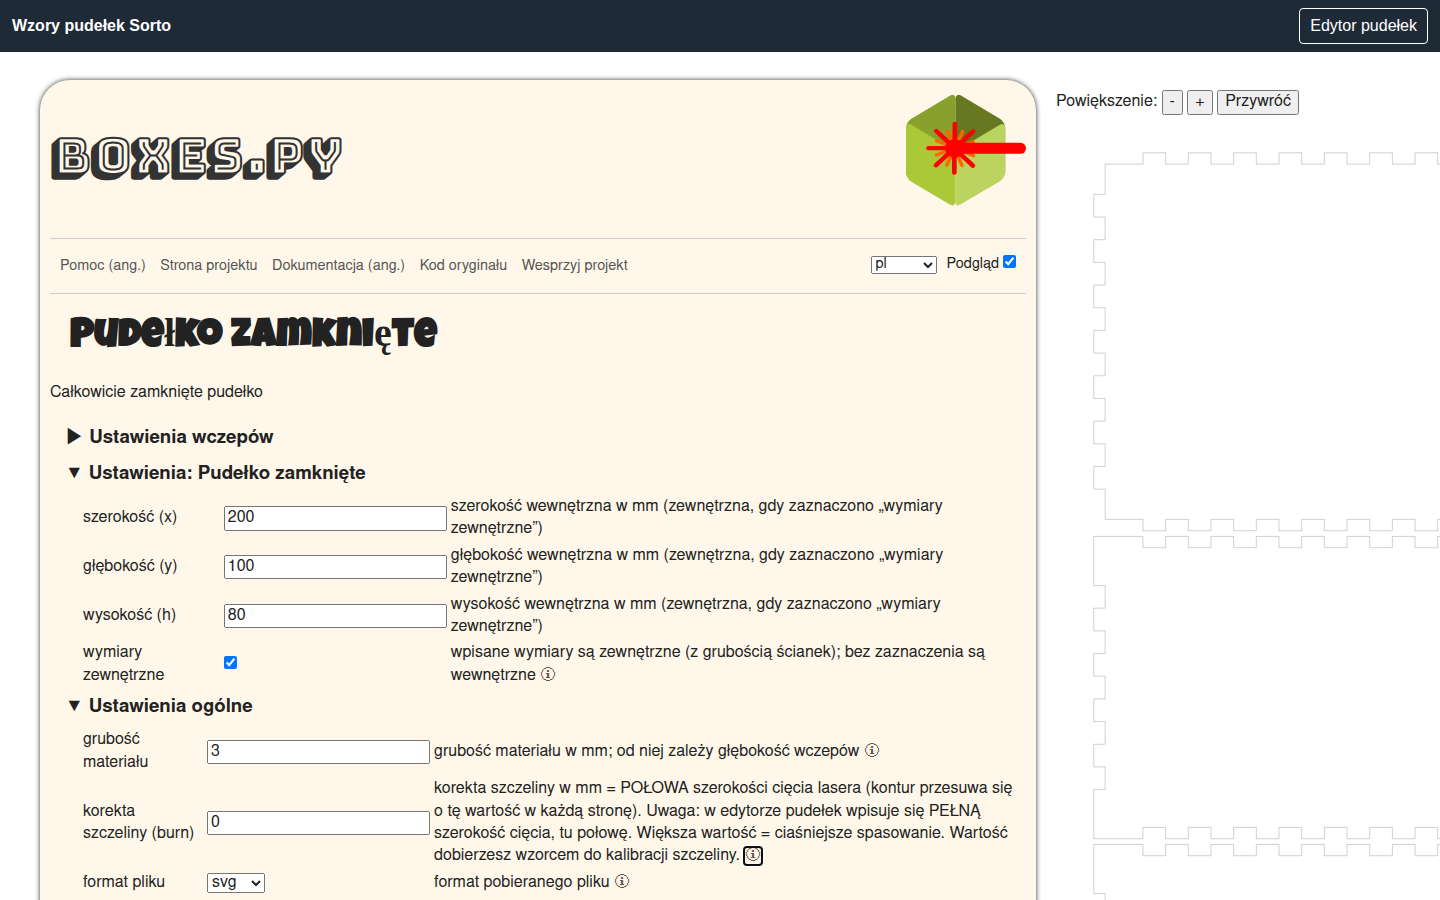 Wzory pudełek Sorto
Edytor pudełek
BOXES.PY
Powiększenie: - + Przywróć
Pomoc (ang.) Strona projektu Dokumentacja (ang.) Kod oryginału Wesprzyj projekt
pl Podgląd
Pudełko zamknięte
Całkowicie zamknięte pudełko
Ustawienia wczepów
Ustawienia: Pudełko zamknięte
szerokość (x) 200 szerokość wewnętrzna w mm (zewnętrzna, gdy zaznaczono „wymiary
zewnętrzne”)
głębokość (y) 100 głębokość wewnętrzna w mm (zewnętrzna, gdy zaznaczono „wymiary
zewnętrzne”)
wysokość (h) 80 wysokość wewnętrzna w mm (zewnętrzna, gdy zaznaczono „wymiary
zewnętrzne”)
wymiary
zewnętrzne
wpisane wymiary są zewnętrzne (z grubością ścianek); bez zaznaczenia są
wewnętrzne ⓘ
Ustawienia ogólne
grubość
materiału
3
grubość materiału w mm; od niej zależy głębokość wczepów ⓘ
korekta
szczeliny (burn)
0
korekta szczeliny w mm = POŁOWA szerokości cięcia lasera (kontur przesuwa się
o tę wartość w każdą stronę). Uwaga: w edytorze pudełek wpisuje się PEŁNĄ
szerokość cięcia, tu połowę. Większa wartość = ciaśniejsze spasowanie. Wartość
dobierzesz wzorcem do kalibracji szczeliny. ⓘ
format pliku svg format pobieranego pliku ⓘ